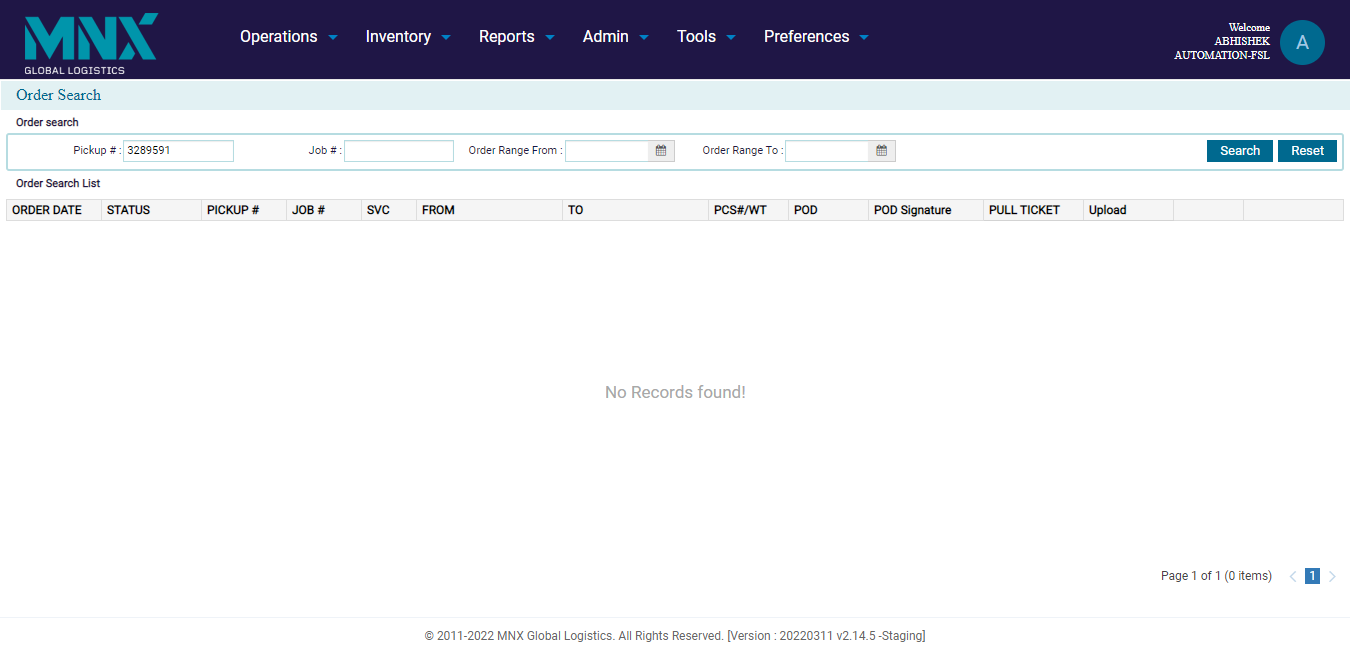 MNX
GLOBAL LOGISTICS
Operations Inventory Reports Admin Tools Preferences
Welcome
ABHISHEK
AUTOMATION-FSL
A
Order Search
Order search
Pickup # : 3289591 Job # : Order Range From : Order Range To : Search Reset
Order Search List
ORDER DATE STATUS PICKUP # JOB # SVC FROM TO PCS#/WT POD POD Signature PULL TICKET Upload
No Records found!
Page 1 of 1 (0 items) 1
© 2011-2022 MNX Global Logistics. All Rights Reserved. [Version : 20220311 v2.14.5 -Staging]